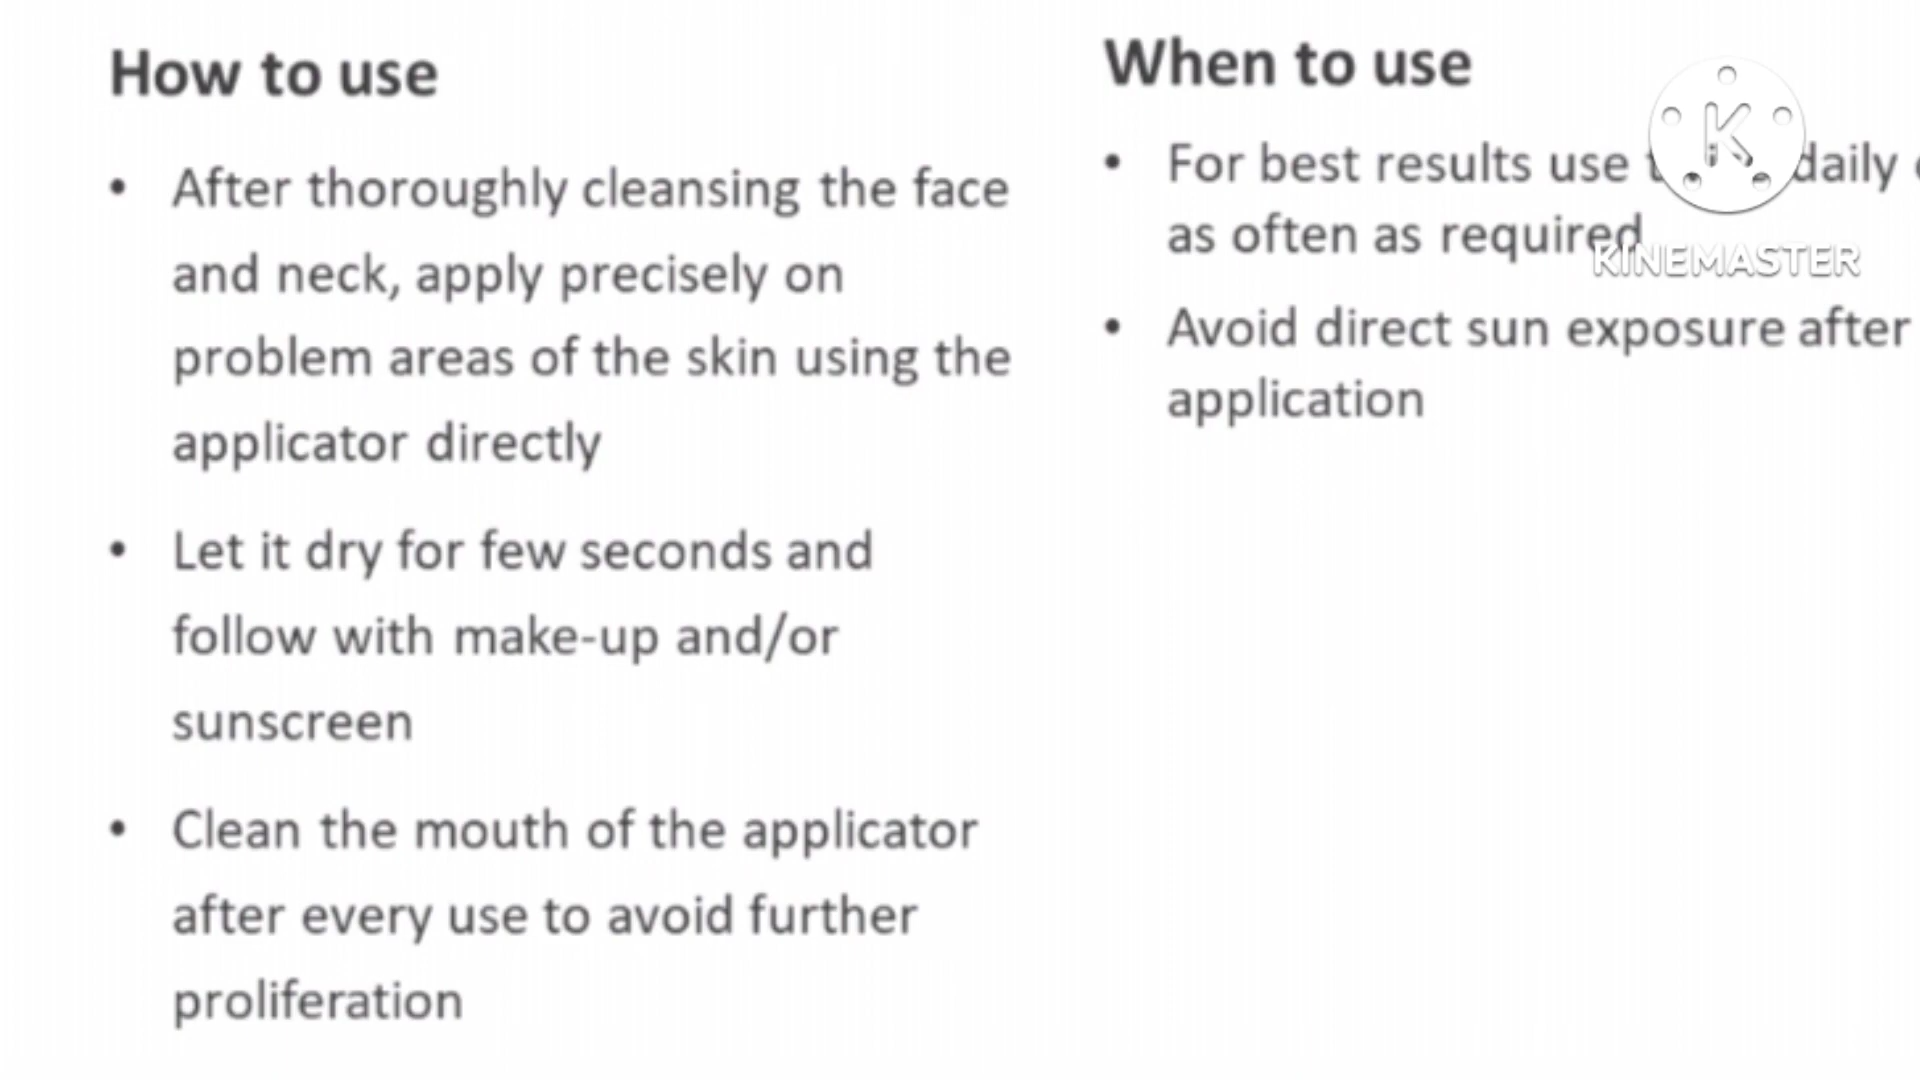 How to use
• After thoroughly cleansing the face
and neck, apply precisely on
problem areas of the skin using the
applicator directly
• Let it dry for few seconds and
follow with make-up and/or
sunscreen
• Clean the mouth of the applicator
after every use to avoid further
proliferation
When to use
• For best results use daily
as often as required
• Avoid direct sun exposure after
application
K
KINEMASTER